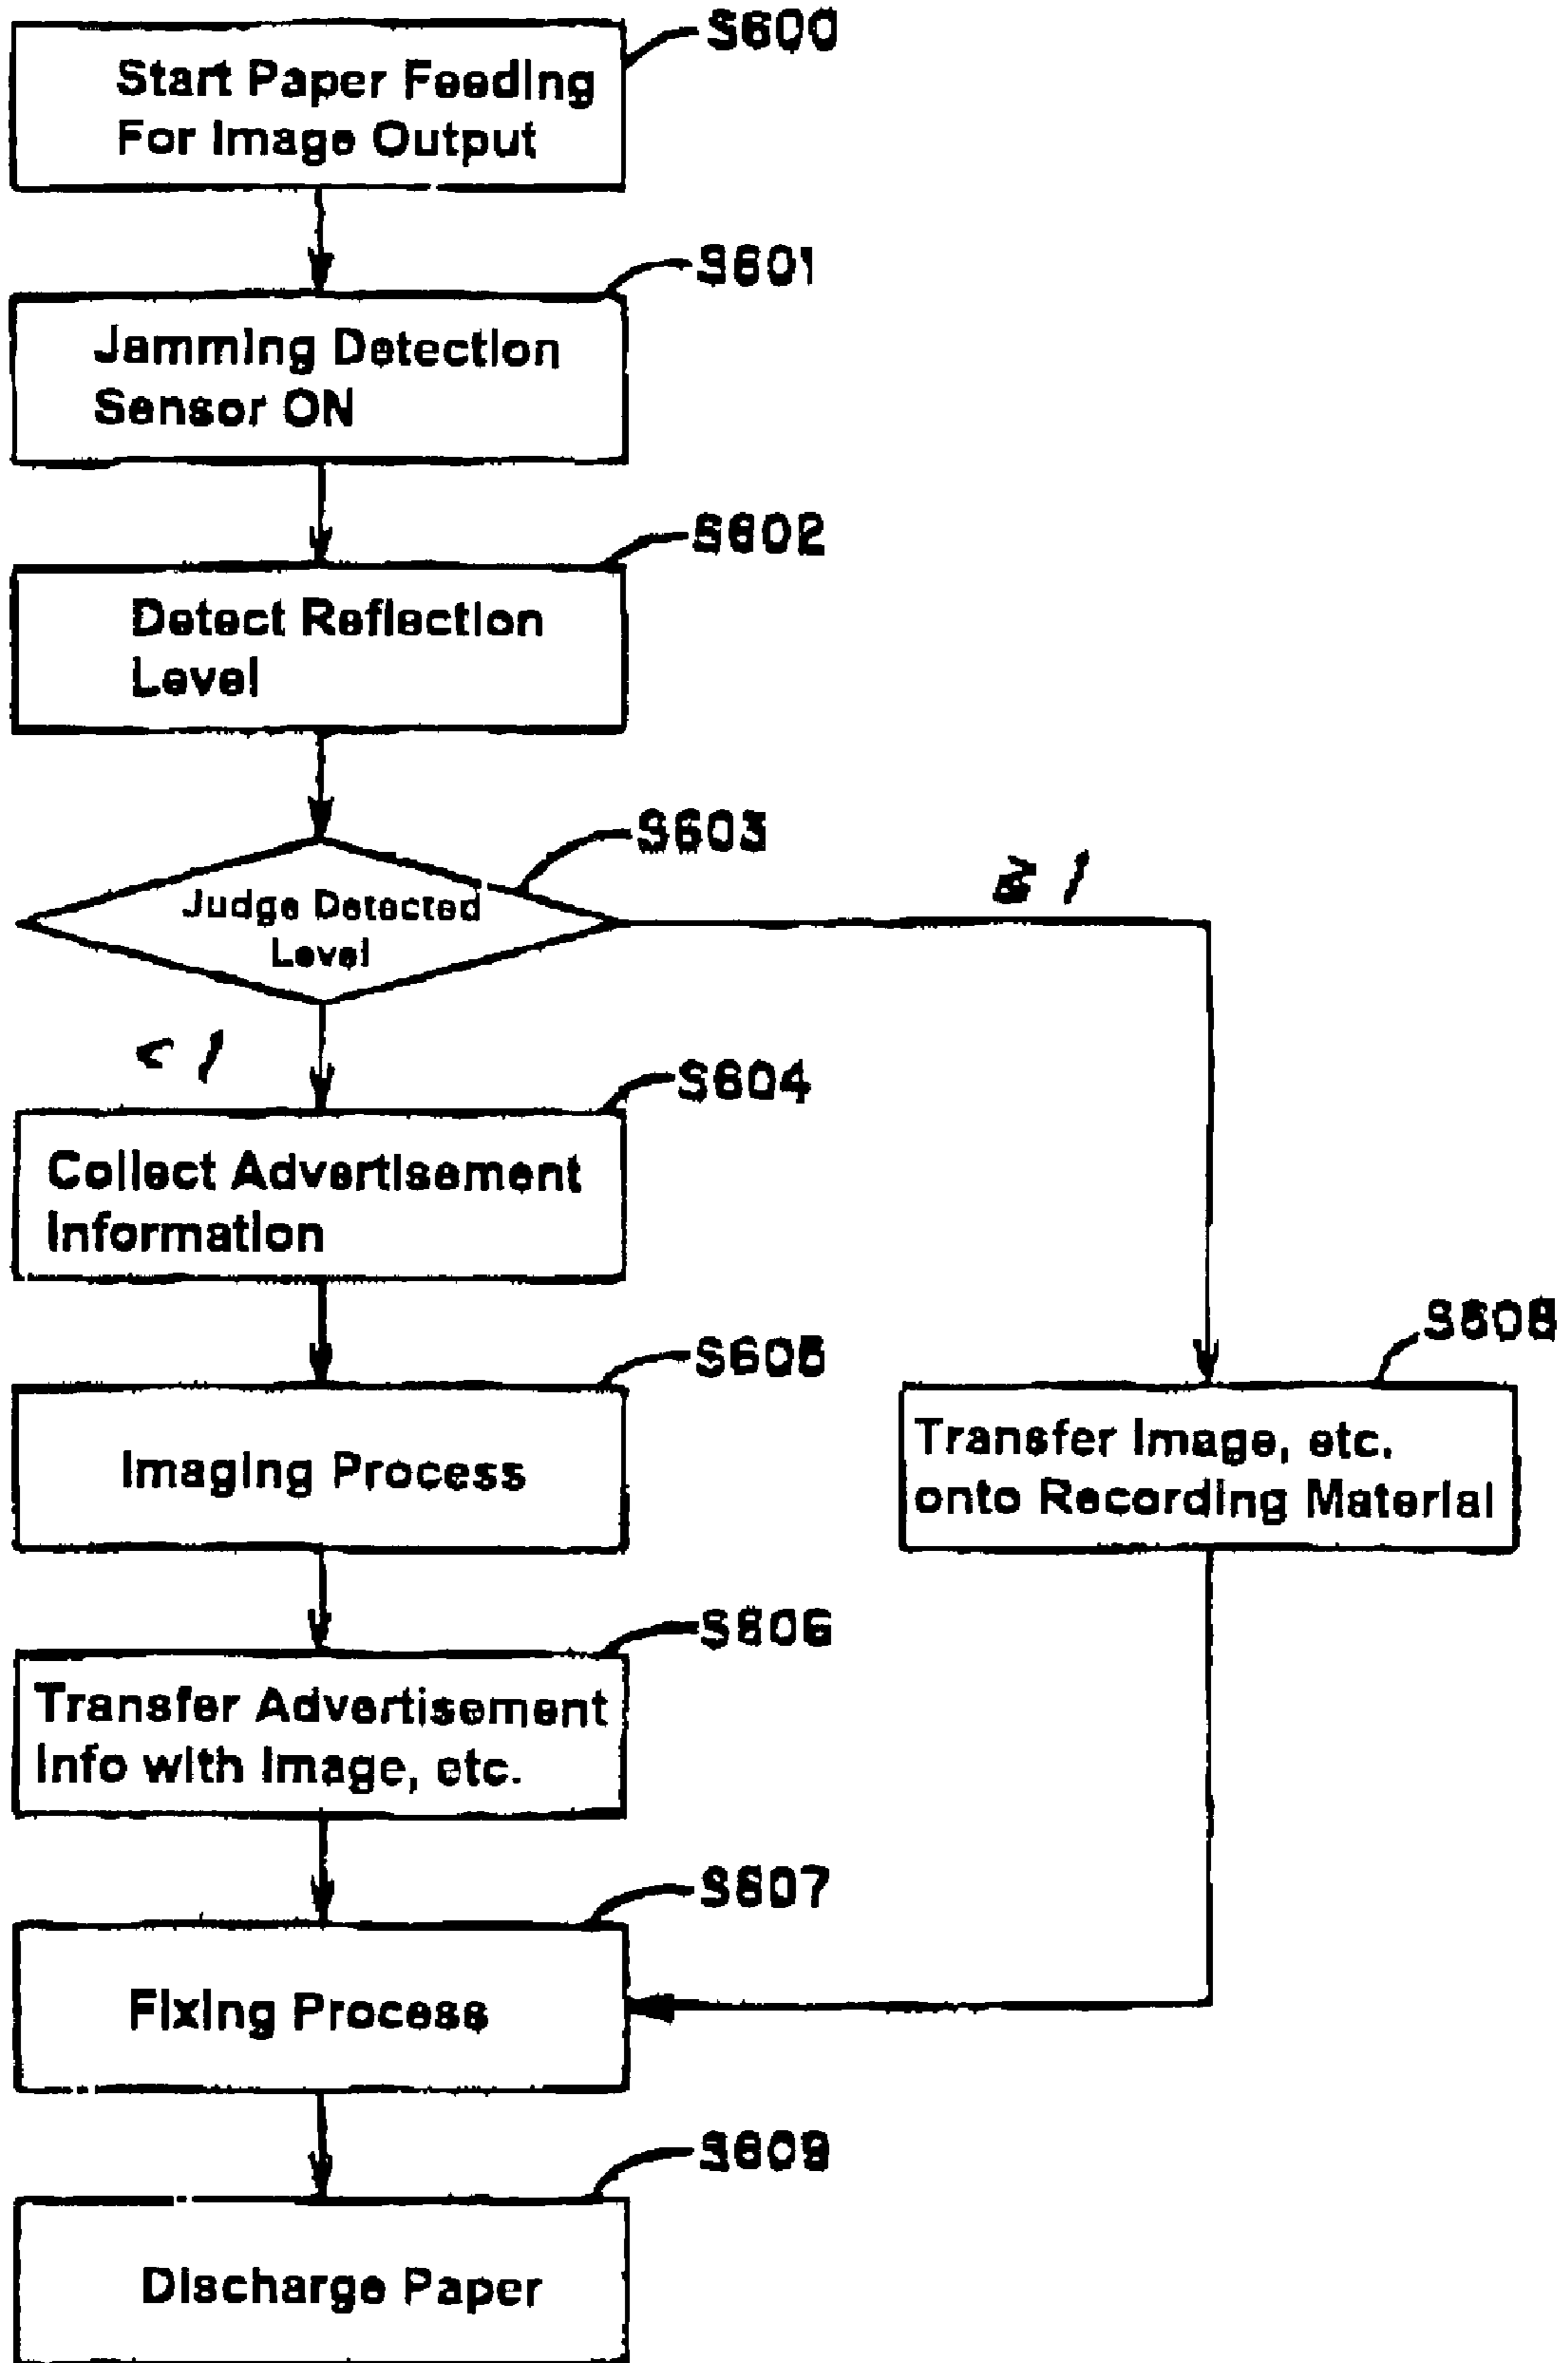 S600
Start Paper Feeding
For Image Output
S601
Jamming Detection
Sensor ON
S602
Detect Reflection
Level
S603
Judge Detected
Level
≥ 1
< 1
S604
Collect Advertisement
Information
S605
Imaging Process
S608
Transfer Image, etc.
onto Recording Material
S606
Transfer Advertisement
Info with Image, etc.
S607
Fixing Process
S609
Discharge Paper